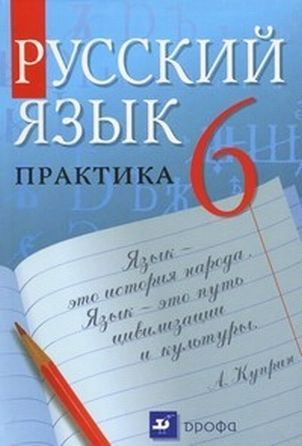 РУССКИЙ
ЯЗЫК
ПРАКТИКА
6
Язык –
это история народа.
Язык – это путь
цивилизации
и культуры.
А. Куприн
дрофа